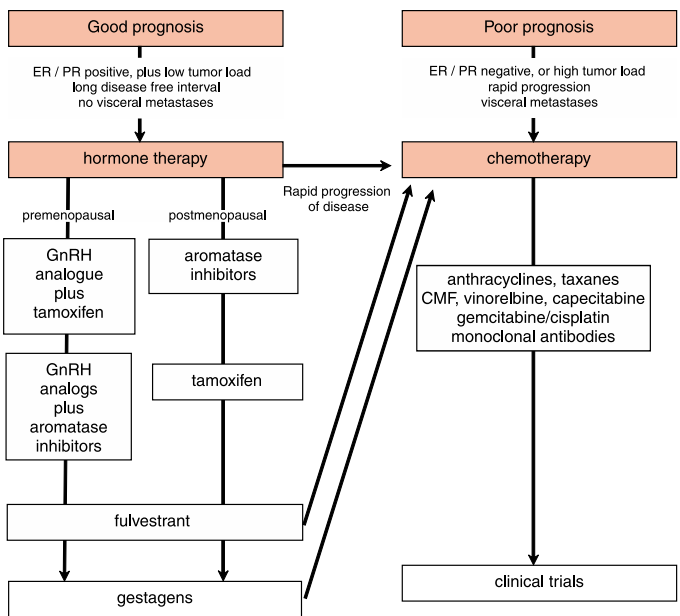 Good prognosis
ER / PR positive, plus low tumor load
long disease free interval
no visceral metastases
hormone therapy
premenopausal
postmenopausal
GnRH
analogue
plus
tamoxifen
aromatase
inhibitors
GnRH
analogs
plus
aromatase
inhibitors
tamoxifen
fulvestrant
gestagens
Rapid progression
of disease
Poor prognosis
ER / PR negative, or high tumor load
rapid progression
visceral metastases
chemotherapy
anthracyclines, taxanes
CMF, vinorelbine, capecitabine
gemcitabine/cisplatin
monoclonal antibodies
clinical trials